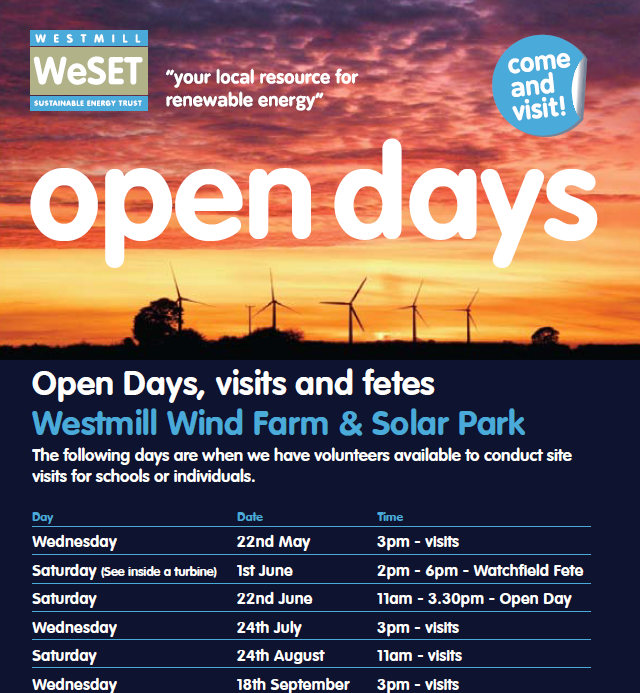 WESTMILL
WeSET
SUSTAINABLE ENERGY TRUST
"your local resource for
renewable energy"
come
and
visit!
open days
Open Days, visits and fetes
Westmill Wind Farm & Solar Park
The following days are when we have volunteers available to conduct site
visits for schools or individuals.
Day Date Time
Wednesday 22nd May 3pm - visits
Saturday (See inside a turbine) 1st June 2pm - 6pm - Watchfield Fete
Saturday 22nd June 11am - 3.30pm - Open Day
Wednesday 24th July 3pm - visits
Saturday 24th August 11am - visits
Wednesday 18th September 3pm - visits